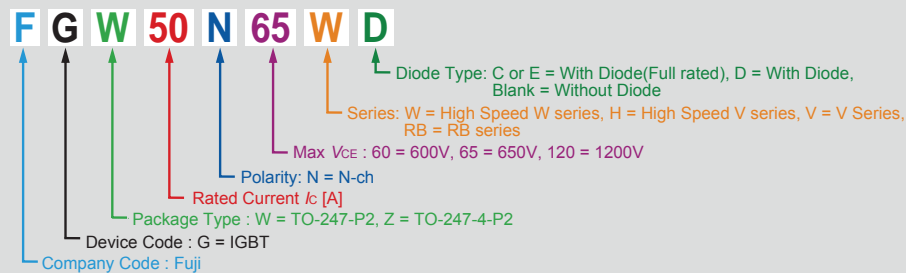 F G W 50 N 65 W D
Diode Type: C or E = With Diode(Full rated), D = With Diode,
Blank = Without Diode
Series: W = High Speed W series, H = High Speed V series, V = V Series,
RB = RB series
Max VCE : 60 = 600V, 65 = 650V, 120 = 1200V
Polarity: N = N-ch
Rated Current Ic [A]
Package Type : W = TO-247-P2, Z = TO-247-4-P2
Device Code : G = IGBT
Company Code : Fuji